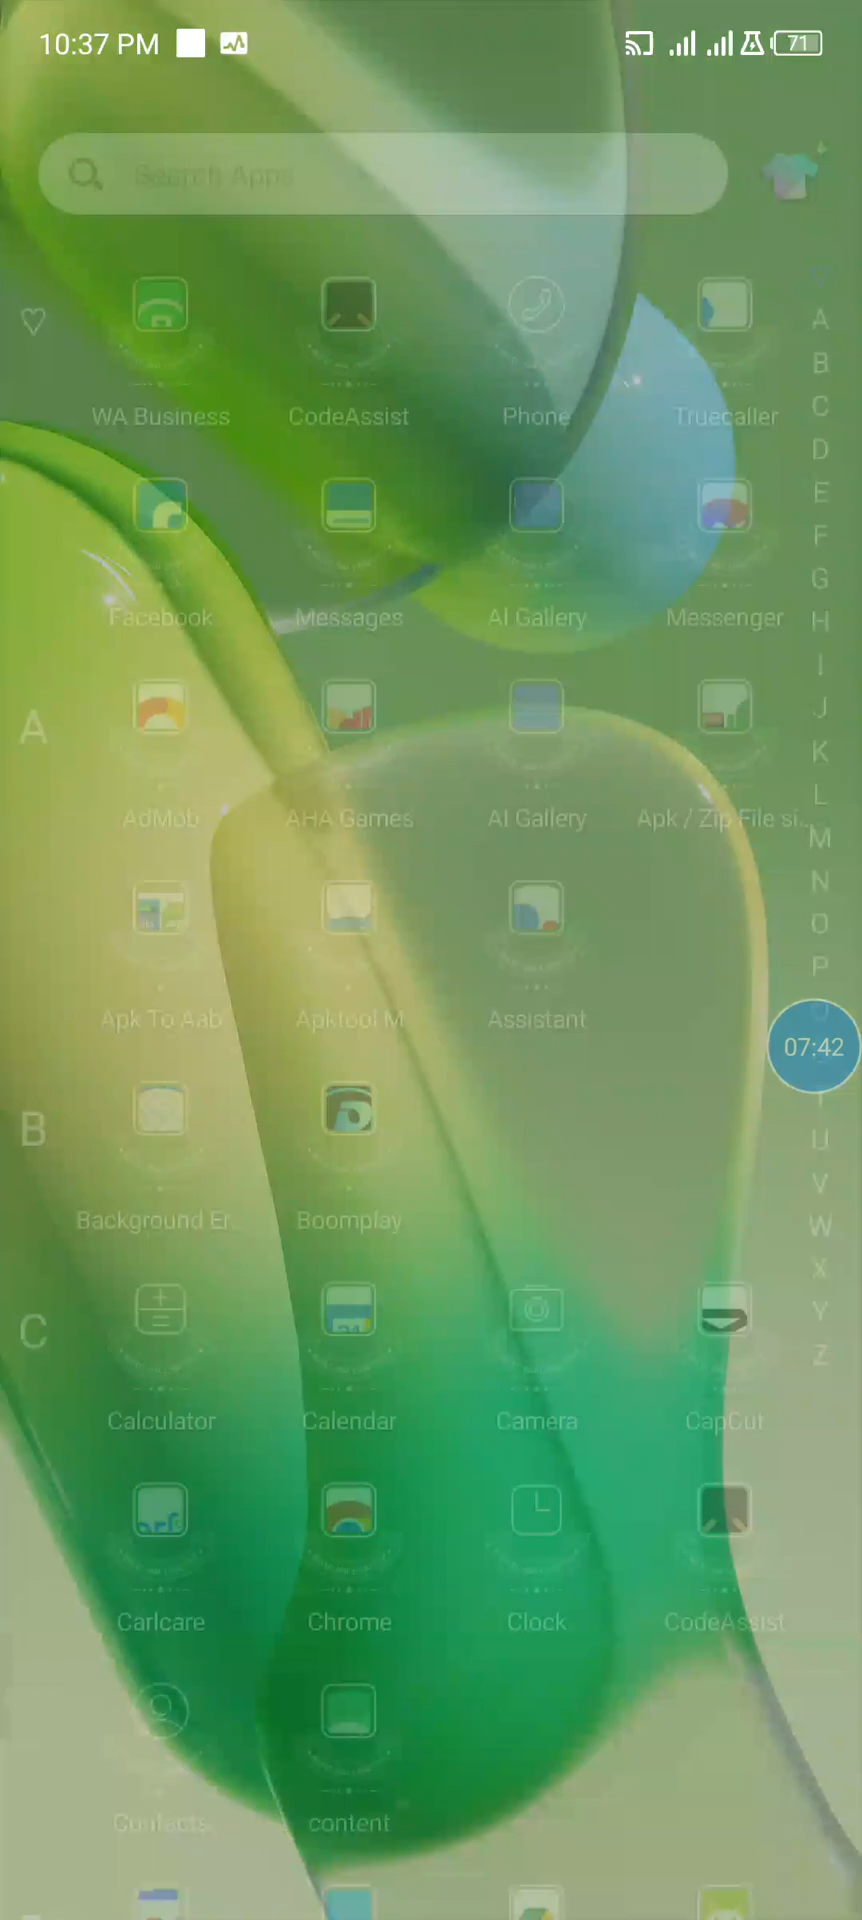 10:37 PM
71
Search Apps
WA Business CodeAssist Phone Truecaller
Facebook Messages AI Gallery Messenger
A
AdMob AHA Games AI Gallery Apk / Zip File si...
Apk To Aab Apktool M Assistant
07:42
B
Background Er...
Boomplay
C
Calculator Calendar Camera CapCut
Carlcare Chrome Clock CodeAssist
Contacts content
A
B
C
D
E
F
G
H
I
J
K
L
M
N
O
P
U
V
W
X
Y
Z